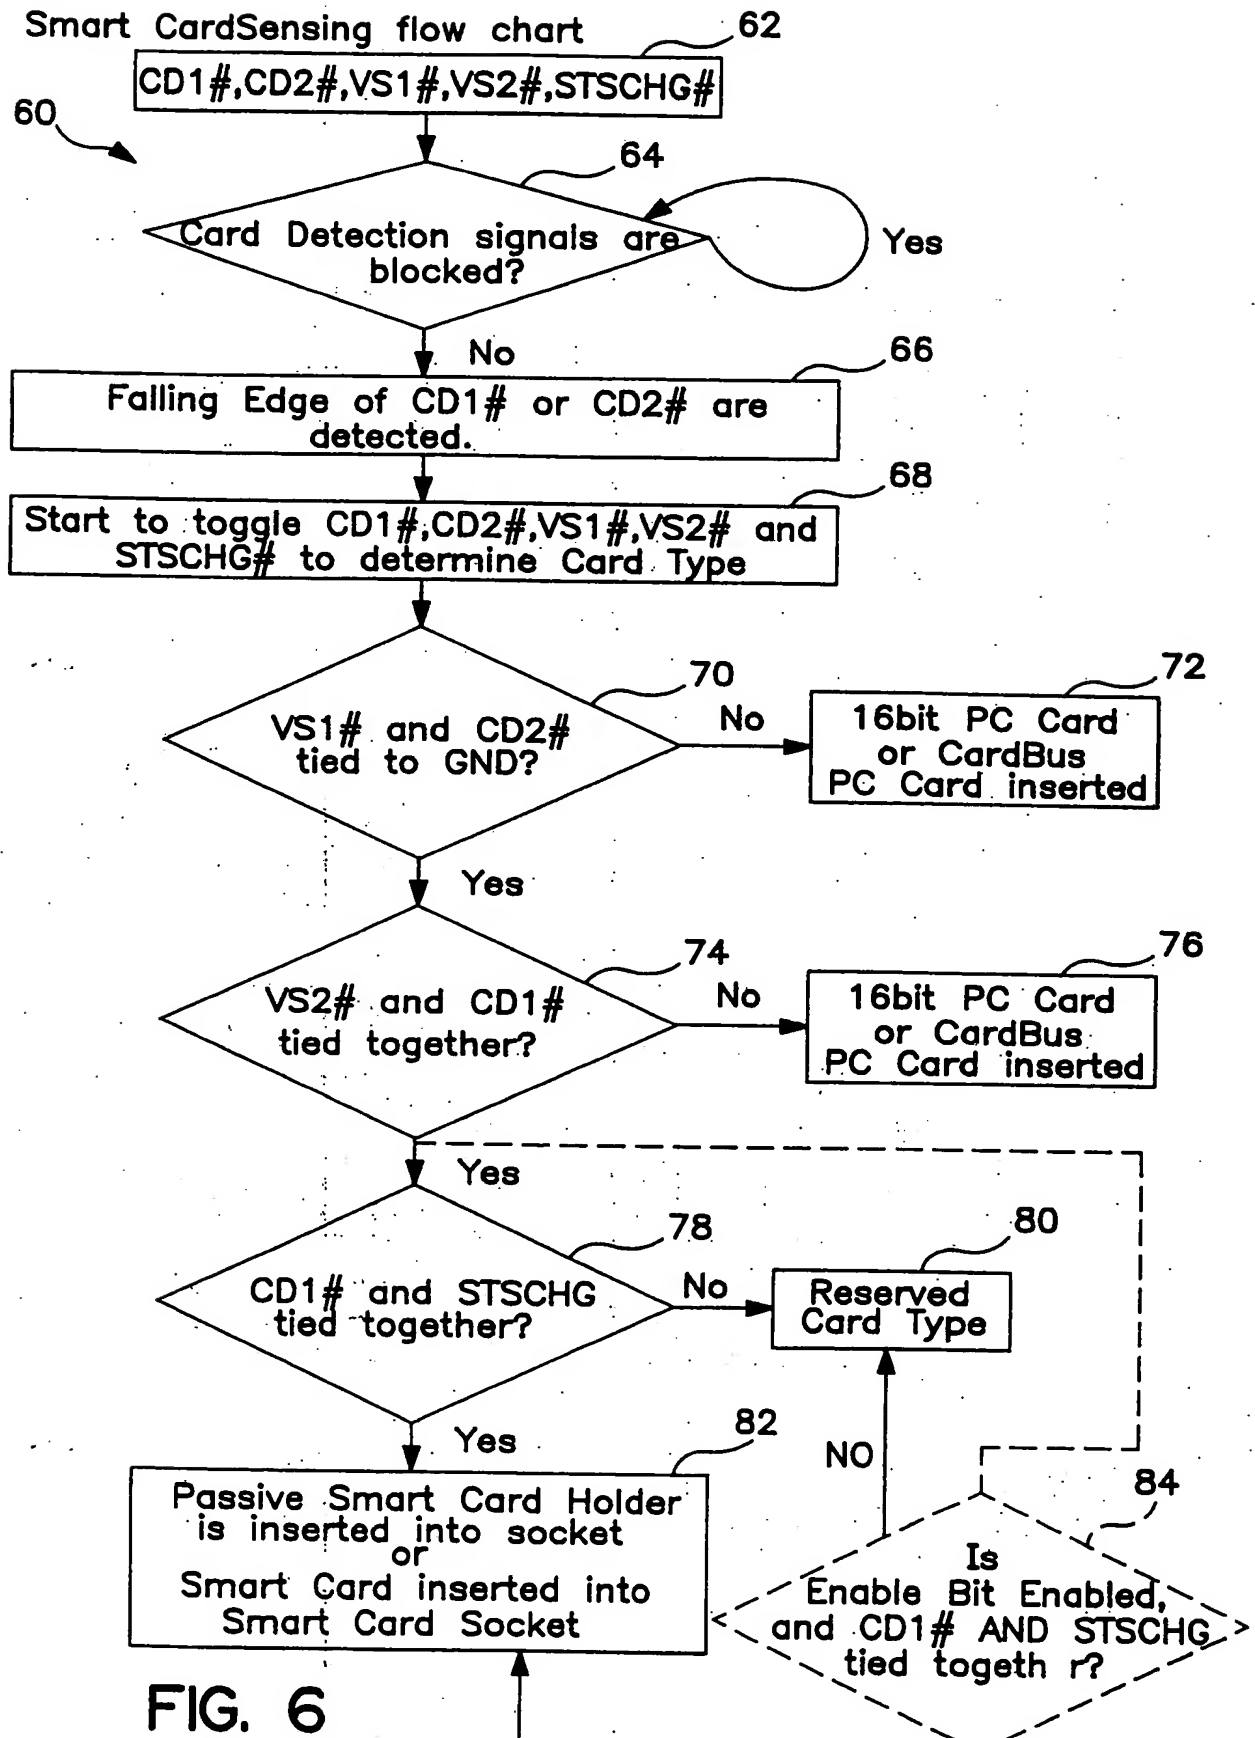 Smart CardSensing flow chart
62
CD1#,CD2#,VS1#,VS2#,STSCHG#
60
64
Card Detection signals are
blocked?
Yes
No
66
Falling Edge of CD1# or CD2# are
detected.
68
Start to toggle CD1#,CD2#,VS1#,VS2# and
STSCHG# to determine Card Type
70
72
VS1# and CD2#
tied to GND?
No
16bit PC Card
or CardBus
PC Card inserted
Yes
74
76
VS2# and CD1#
tied together?
No
16bit PC Card
or CardBus
PC Card inserted
Yes
78
80
CD1# and STSCHG
tied together?
No
Reserved
Card Type
Yes
82
NO
84
Passive Smart Card Holder
is inserted into socket
or
Smart Card inserted into
Smart Card Socket
Is
Enable Bit Enabled,
and CD1# AND STSCHG
tied togeth r?
FIG. 6